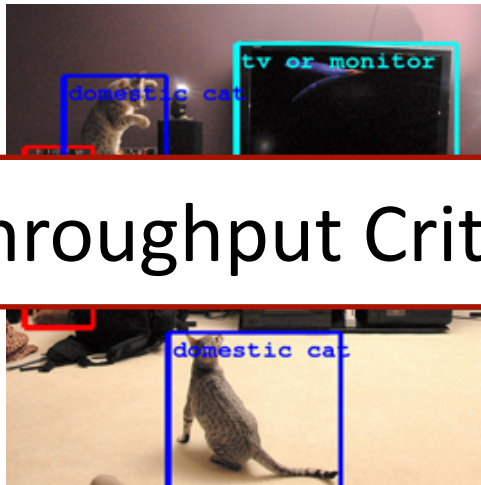 tv or monitor
domestic cat
hroughput Crit
domestic cat